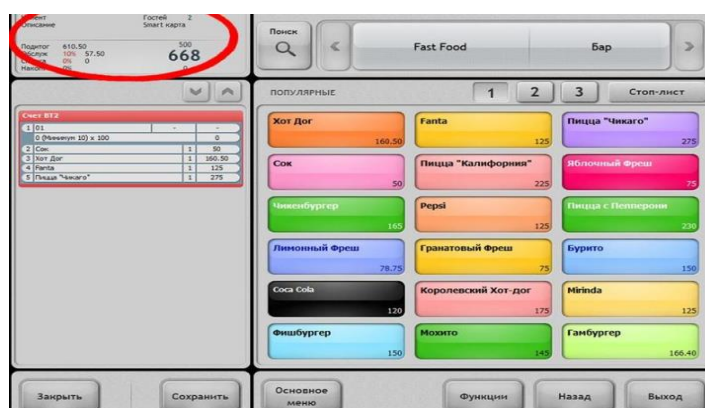 Клиент Гостей 2
Описание Smart карта
Подитог 610.50 500
Обслуж 10% 57.50 668
Скидка 0% 0
Накоп 0% 0
Счет ВТ2
1 01 - -
0 (Минимум 10) x 100 0
2 Сок 1 50
3 Хот Дог 1 160.50
4 Fanta 1 125
5 Пицца "Чикаго" 1 275
Закрыть Сохранить
Поиск
Fast Food Бар
ПОПУЛЯРНЫЕ 1 2 3 Стоп-лист
Хот Дог Fanta Пицца "Чикаго"
160.50 125 275
Сок Пицца "Калифорния" Яблочный Фреш
50 225 75
Чикенбургер Pepsi Пицца с Пепперони
165 125 230
Лимонный Фреш Гранатовый Фреш Бурито
78.75 75 150
Coca Cola Королевский Хот-дог Mirinda
120 175 125
Фишбургер Мохито Гамбургер
150 145 166.40
Основное
меню
Функции Назад Выход